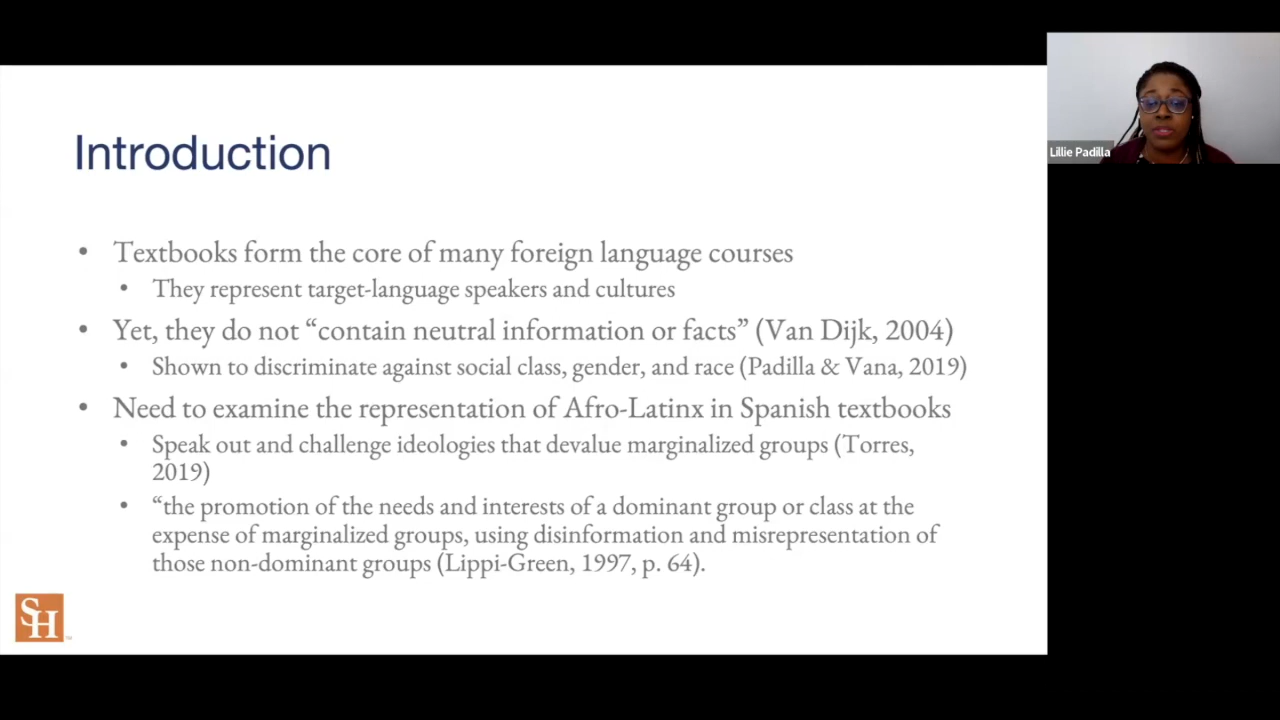 Introduction
• Textbooks form the core of many foreign language courses
• They represent target-language speakers and cultures
• Yet, they do not “contain neutral information or facts” (Van Dijk, 2004)
• Shown to discriminate against social class, gender, and race (Padilla & Vana, 2019)
• Need to examine the representation of Afro-Latinx in Spanish textbooks
• Speak out and challenge ideologies that devalue marginalized groups (Torres,
2019)
• “the promotion of the needs and interests of a dominant group or class at the
expense of marginalized groups, using disinformation and misrepresentation of
those non-dominant groups (Lippi-Green, 1997, p. 64).
SH
Lillie Padilla